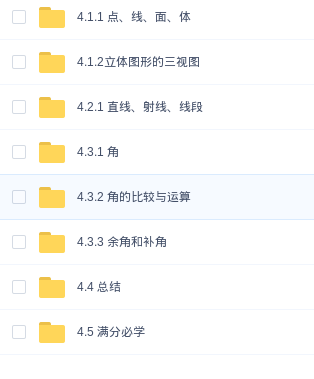 4.1.1 点、线、面、体
4.1.2立体图形的三视图
4.2.1 直线、射线、线段
4.3.1 角
4.3.2 角的比较与运算
4.3.3 余角和补角
4.4 总结
4.5 满分必学